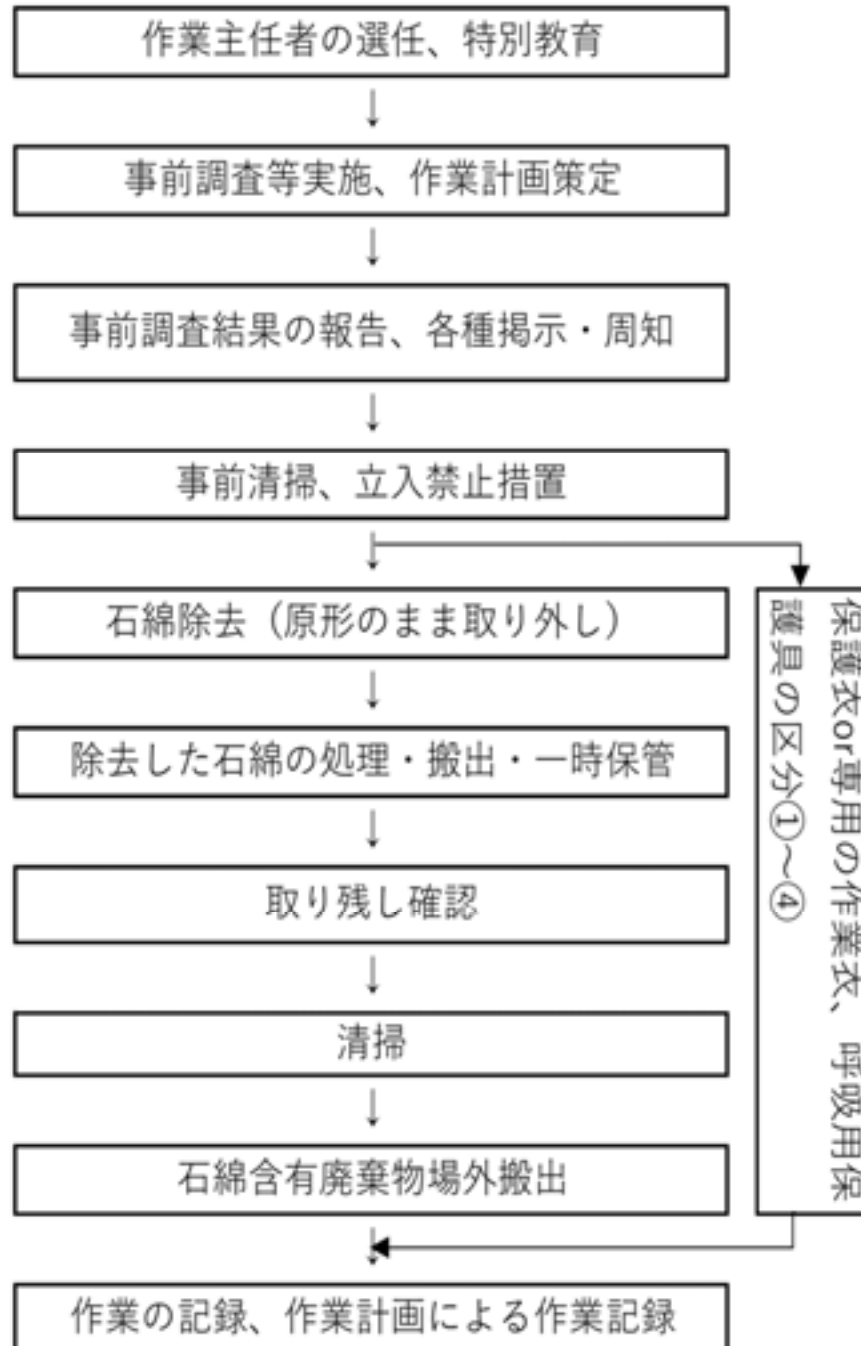 作業主任者の選任、特別教育
事前調査等実施、作業計画策定
事前調査結果の報告、各種掲示・周知
事前清掃、立入禁止措置
石綿除去（原形のまま取り外し）
除去した石綿の処理・搬出・一時保管
取り残し確認
清掃
石綿含有廃棄物場外搬出
作業の記録、作業計画による作業記録
保護衣or専用の作業衣、呼吸用保
護具の区分①～④